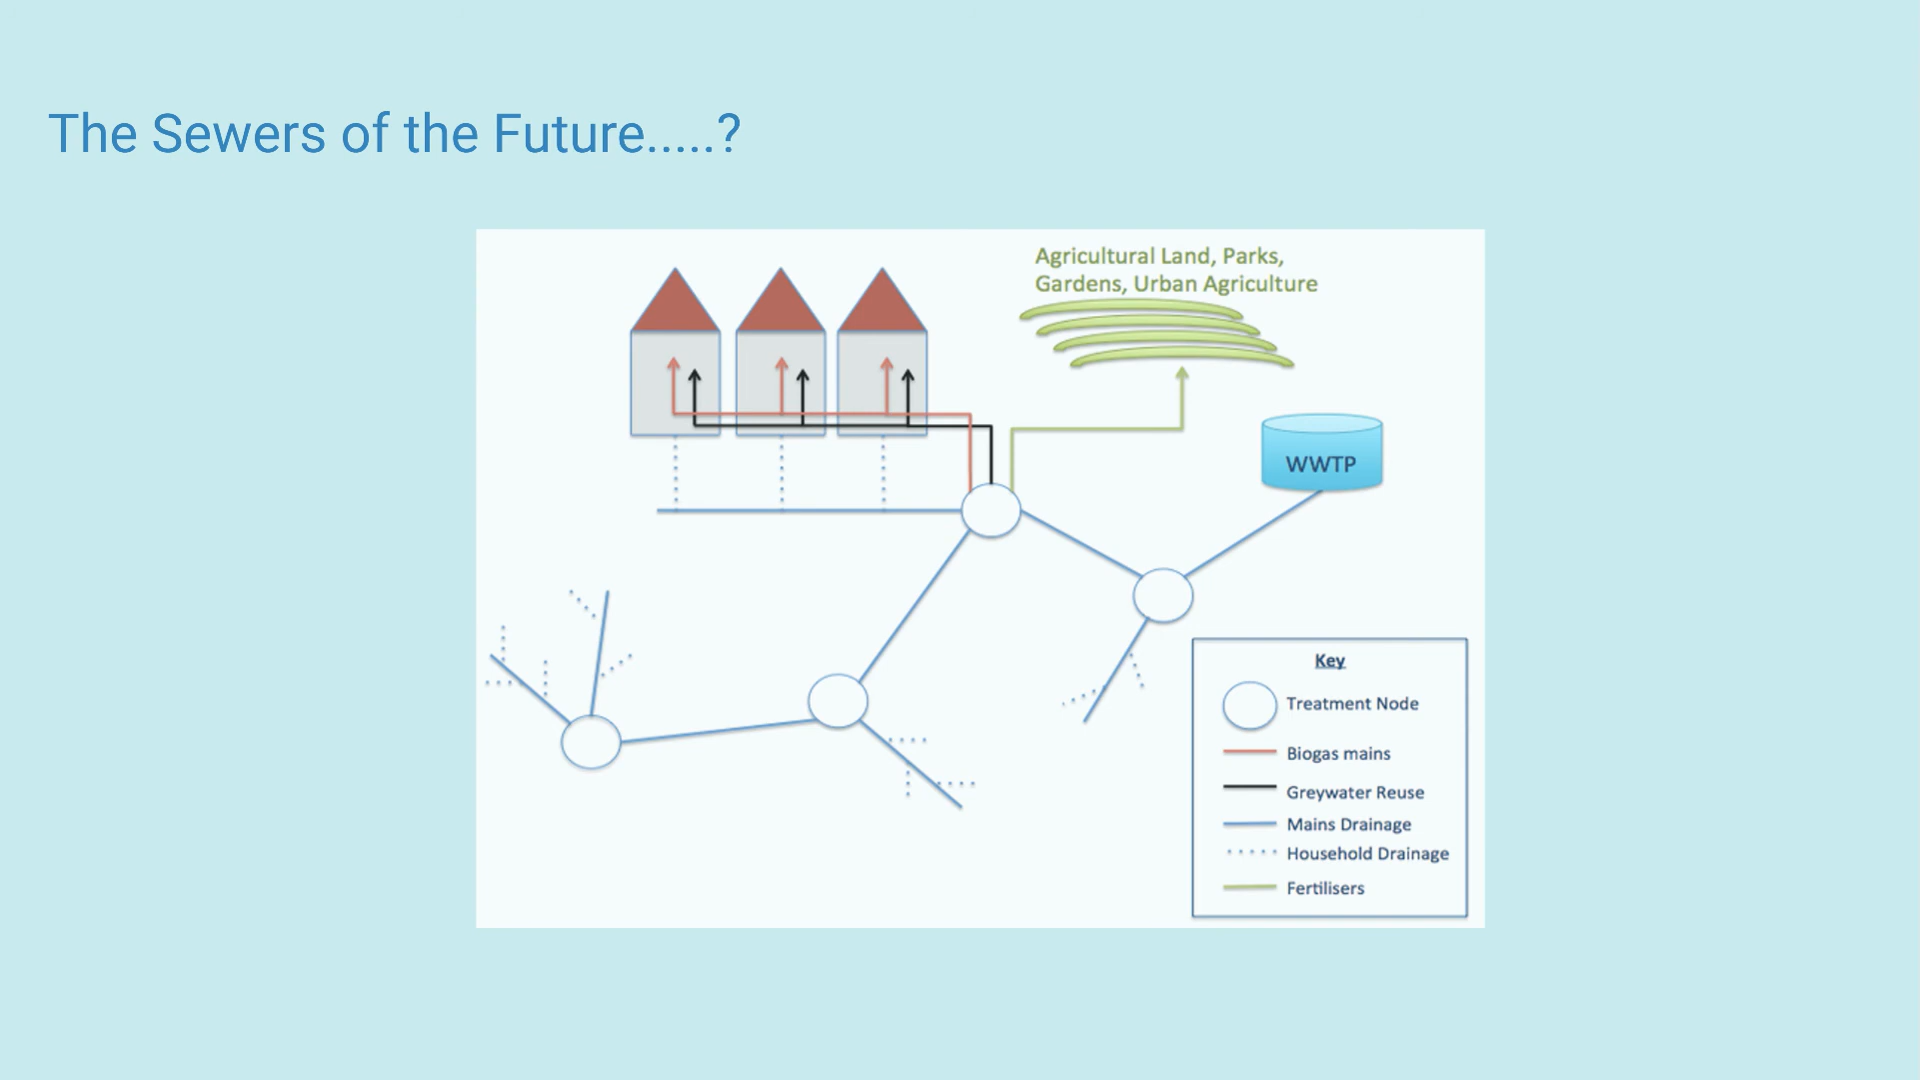 The Sewers of the Future.....?
Agricultural Land, Parks,
Gardens, Urban Agriculture
WWTP
Key
Treatment Node
Biogas mains
Greywater Reuse
Mains Drainage
Household Drainage
Fertilisers